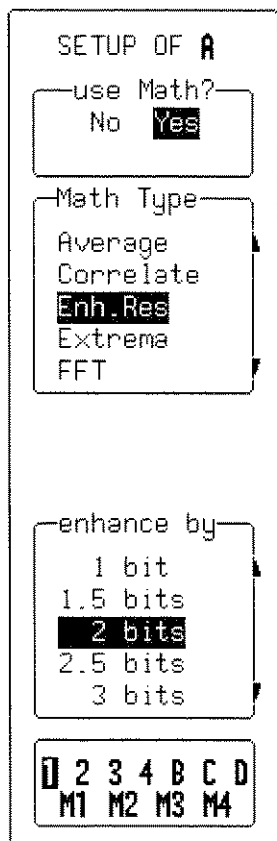 SETUP OF A
use Math?
No Yes
Math Type
Average
Correlate
Enh.Res
Extrema
FFT
enhance by
1 bit
1.5 bits
2 bits
2.5 bits
3 bits
1 2 3 4 B C D
M1 M2 M3 M4